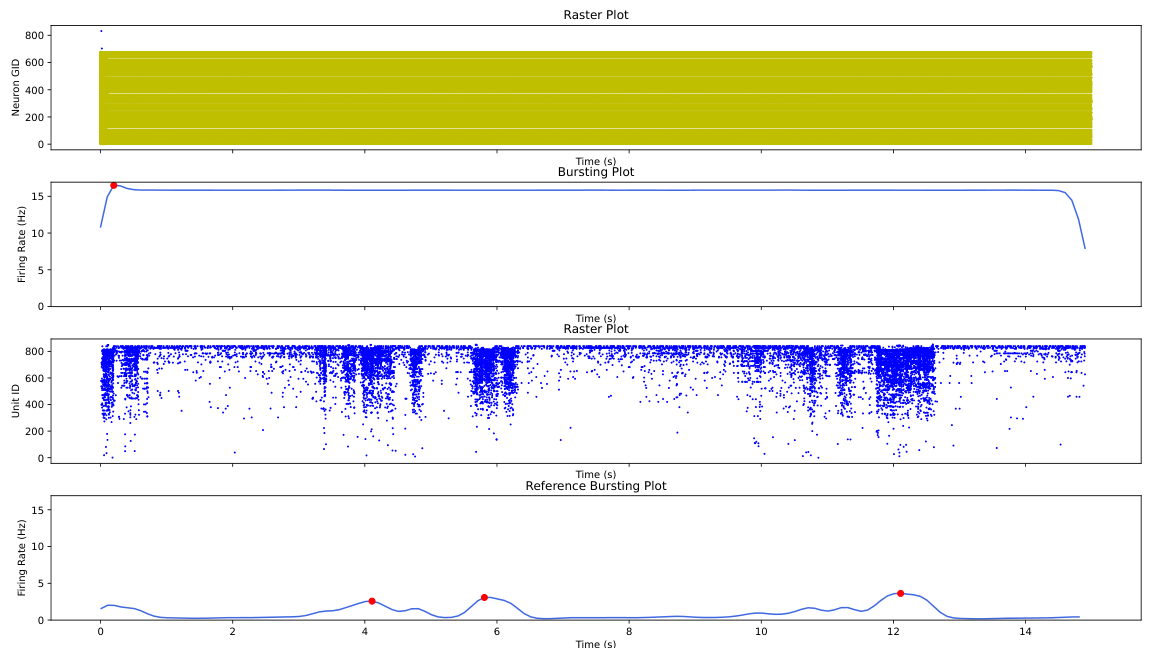 Raster Plot
Neuron GID
800
600
400
200
0
Time (s)
Bursting Plot
Firing Rate (Hz)
15
10
5
0
Time (s)
Raster Plot
Unit ID
800
600
400
200
0
Time (s)
Reference Bursting Plot
Firing Rate (Hz)
15
10
5
0
0 2 4 6 8 10 12 14
Time (s)